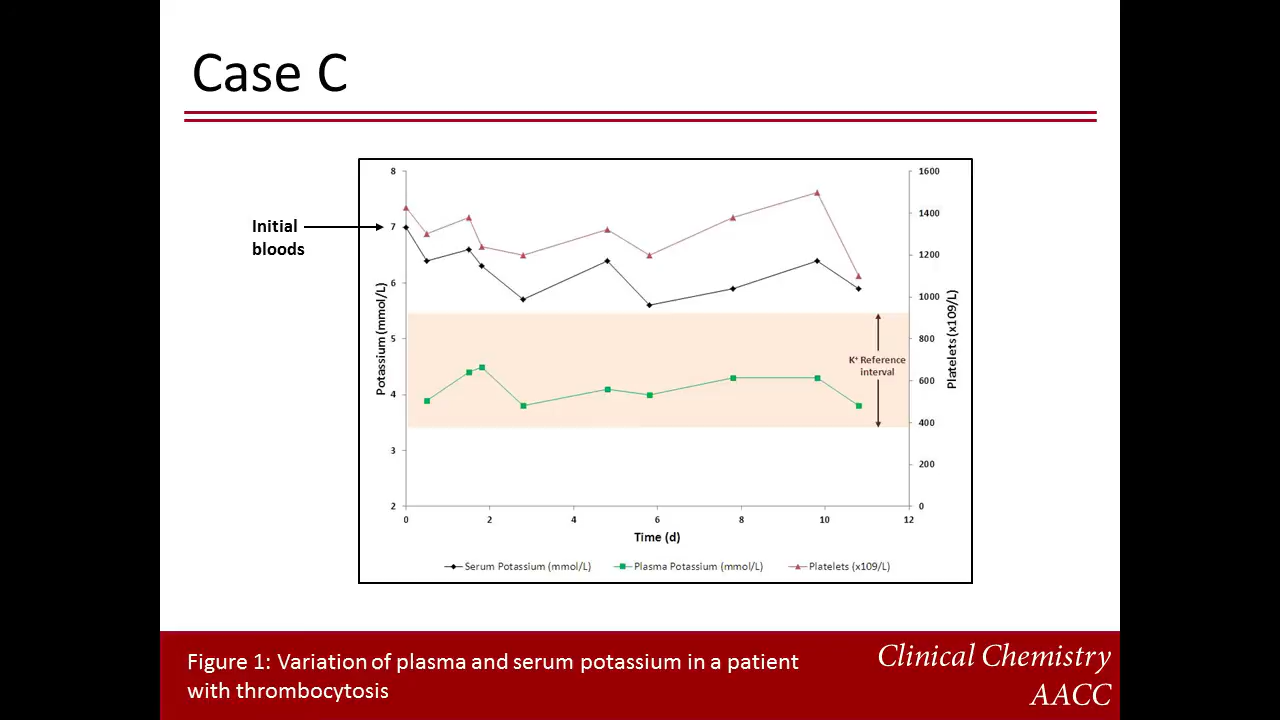 Case C
Initial
bloods
8
7
6
5
4
3
2
Potassium (mmol/L)
1600
1400
1200
1000
800
600
400
200
0
Platelets (x109/L)
K⁺ Reference
interval
0 2 4 6 8 10 12
Time (d)
Serum Potassium (mmol/L) Plasma Potassium (mmol/L) Platelets (x109/L)
Figure 1: Variation of plasma and serum potassium in a patient
with thrombocytosis
Clinical Chemistry
AACC